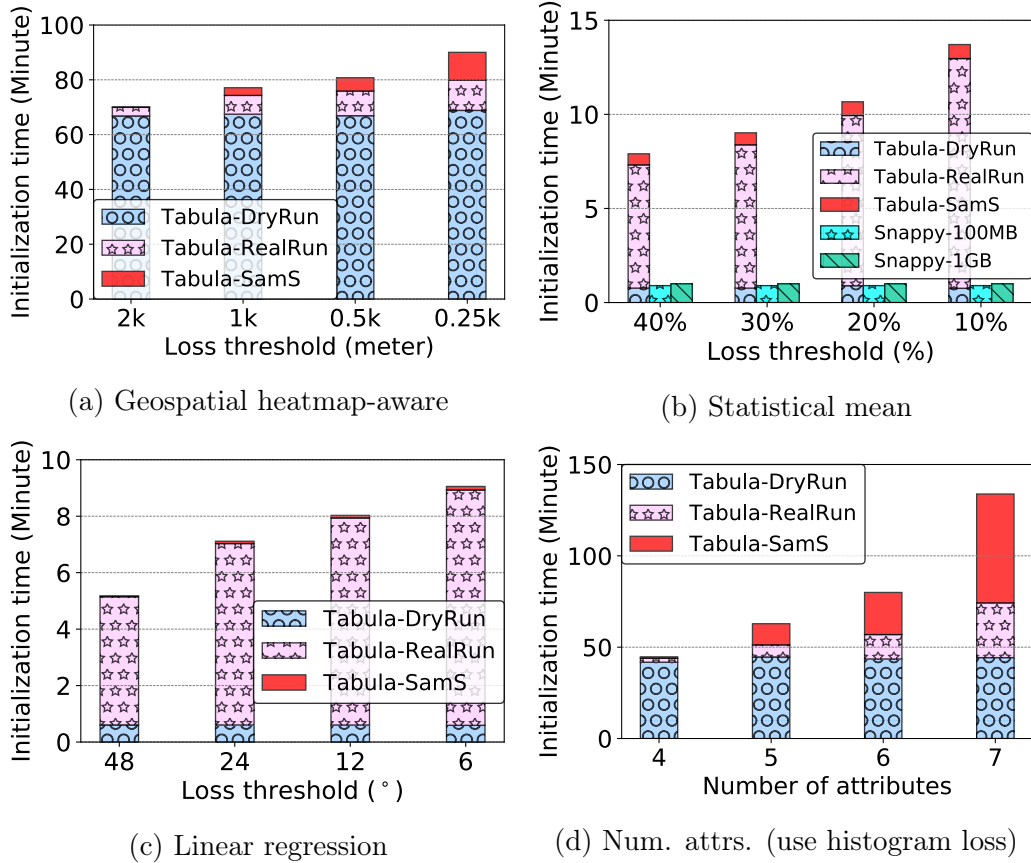 Initialization time (Minute)
100
80
60
40
20
0
Tabula-DryRun
Tabula-RealRun
Tabula-SamS
2k 1k 0.5k 0.25k
Loss threshold (meter)
(a) Geospatial heatmap-aware
Initialization time (Minute)
15
10
5
0
Tabula-DryRun
Tabula-RealRun
Tabula-SamS
Snappy-100MB
Snappy-1GB
40% 30% 20% 10%
Loss threshold (%)
(b) Statistical mean
Initialization time (Minute)
10
8
6
4
2
0
Tabula-DryRun
Tabula-RealRun
Tabula-SamS
48 24 12 6
Loss threshold (°)
(c) Linear regression
Initialization time (Minute)
150
100
50
0
Tabula-DryRun
Tabula-RealRun
Tabula-SamS
4 5 6 7
Number of attributes
(d) Num. attrs. (use histogram loss)